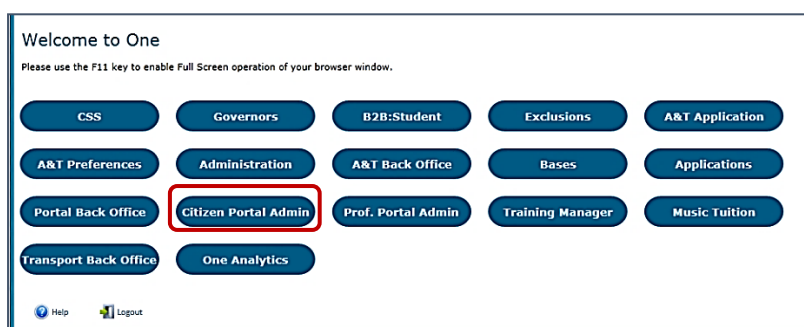 Welcome to One
Please use the F11 key to enable Full Screen operation of your browser window.
CSS Governors B2B:Student Exclusions A&T Application
A&T Preferences Administration A&T Back Office Bases Applications
Portal Back Office Citizen Portal Admin Prof. Portal Admin Training Manager Music Tuition
Transport Back Office One Analytics
Help Logout